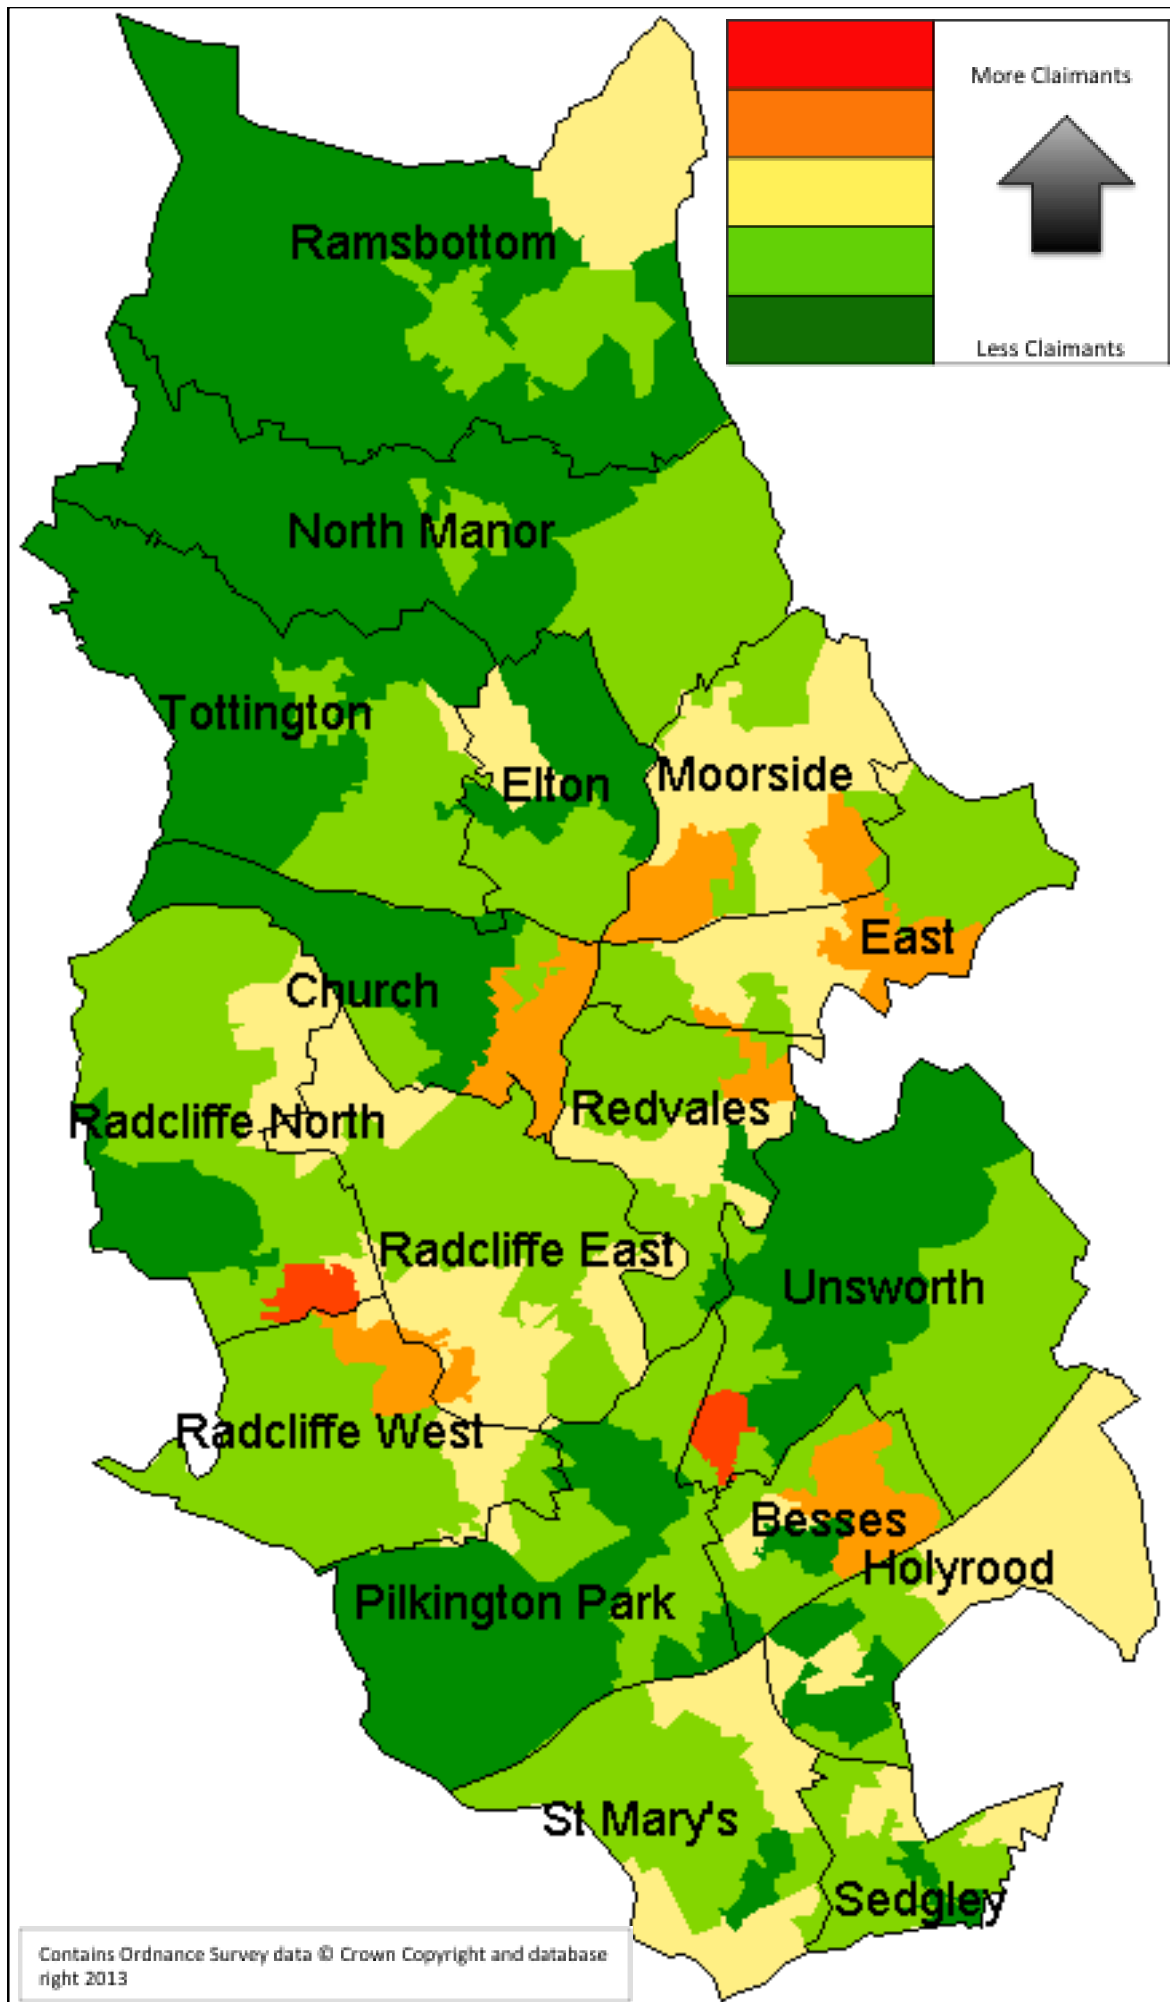 More Claimants
Less Claimants
Ramsbottom
North Manor
Tottington
Elton
Moorside
East
Church
Redvales
Radcliffe North
Radcliffe East
Unsworth
Radcliffe West
Besses
Holyrood
Pilkington Park
St Mary's
Sedgley
Contains Ordnance Survey data © Crown Copyright and database
right 2013